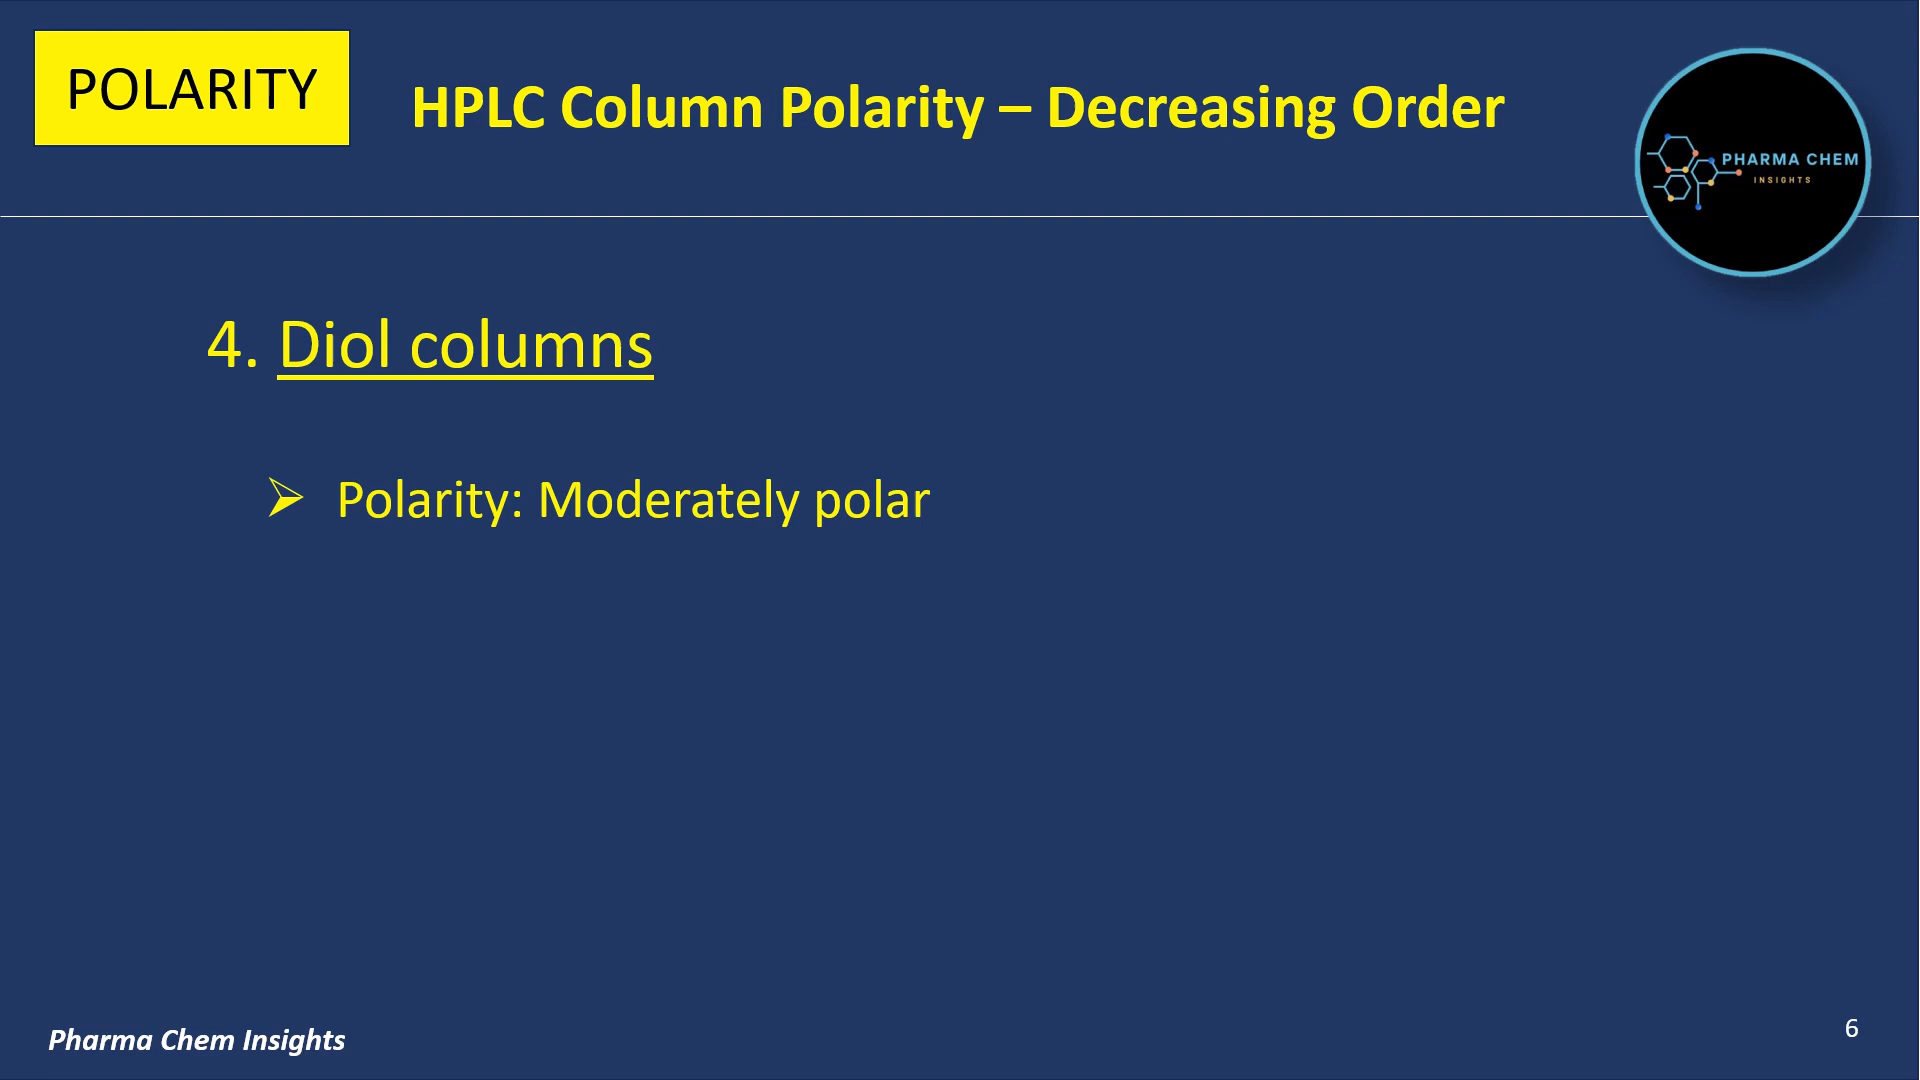 POLARITY
HPLC Column Polarity – Decreasing Order
PHARMA CHEM
INSIGHTS
4. Diol columns
➢ Polarity: Moderately polar
Pharma Chem Insights
6